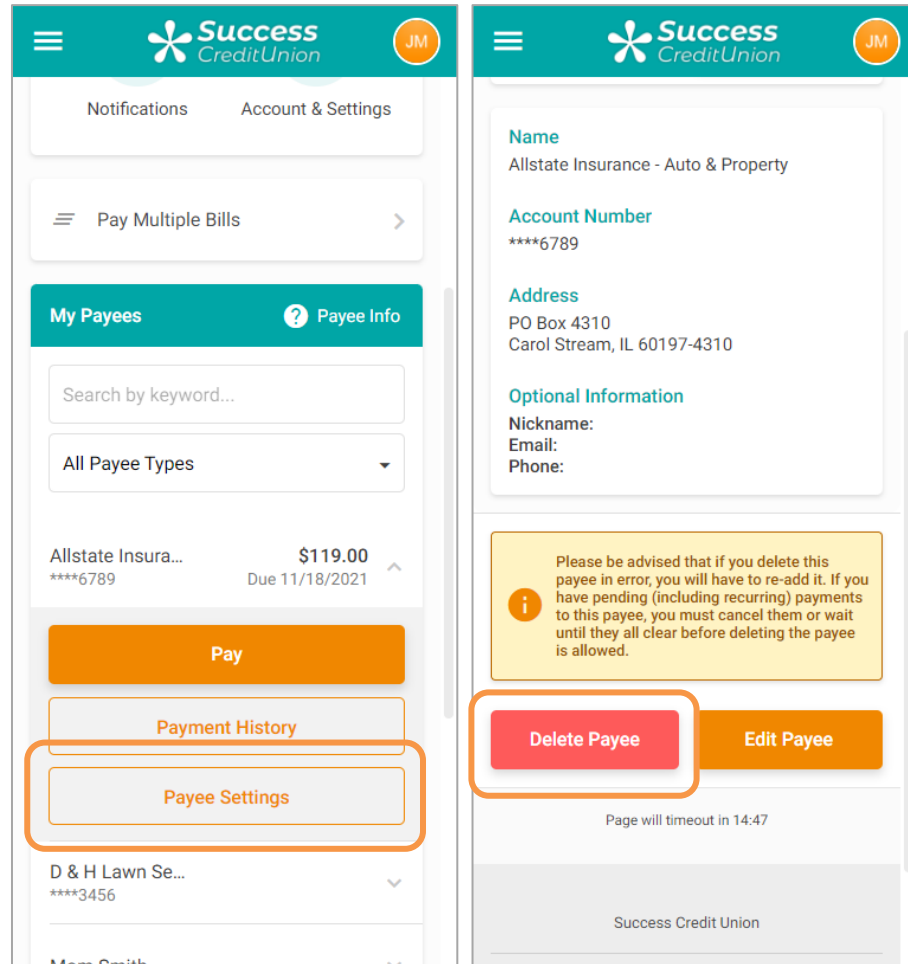 Success
CreditUnion
JM
Notifications
Account & Settings
Pay Multiple Bills
My Payees
? Payee Info
Search by keyword...
All Payee Types
Allstate Insura...
$119.00
****6789
Due 11/18/2021
Pay
Payment History
Payee Settings
D & H Lawn Se...
****3456
Success
CreditUnion
JM
Name
Allstate Insurance - Auto & Property
Account Number
****6789
Address
PO Box 4310
Carol Stream, IL 60197-4310
Optional Information
Nickname:
Email:
Phone:
Please be advised that if you delete this
payee in error, you will have to re-add it. If you
have pending (including recurring) payments
to this payee, you must cancel them or wait
until they all clear before deleting the payee
is allowed.
Delete Payee
Edit Payee
Page will timeout in 14:47
Success Credit Union